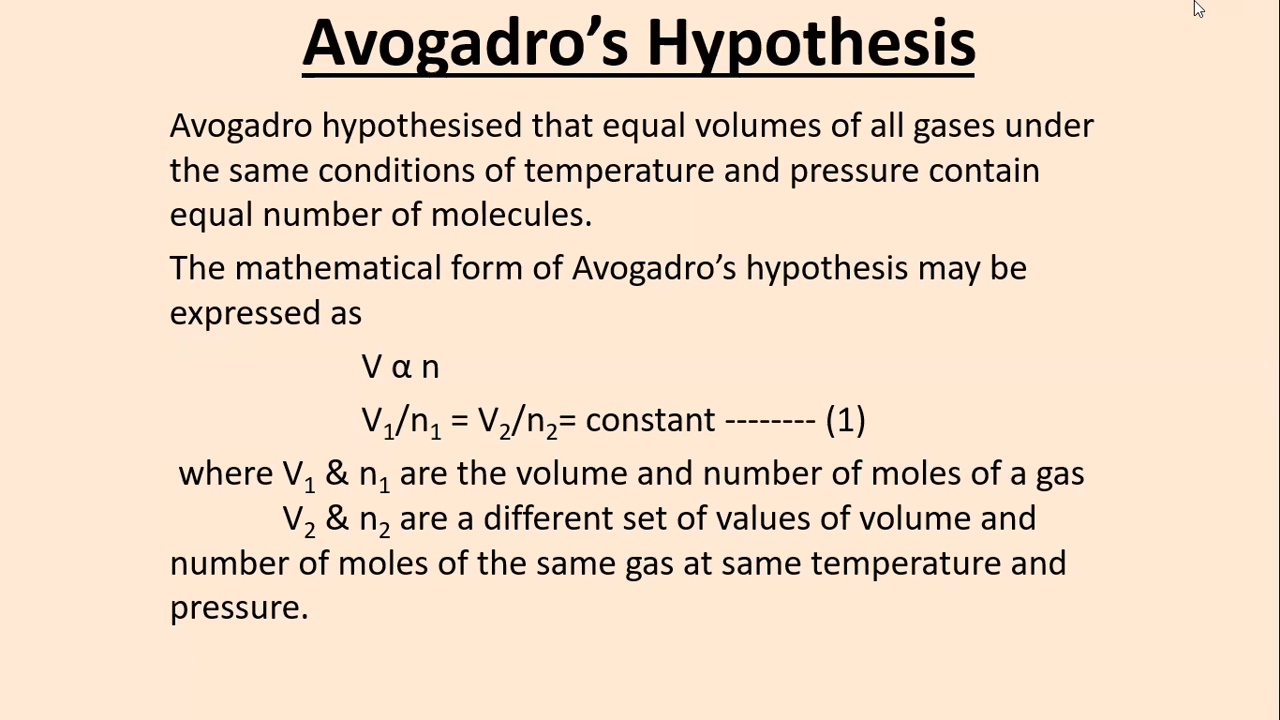 Avogadro’s Hypothesis
Avogadro hypothesised that equal volumes of all gases under
the same conditions of temperature and pressure contain
equal number of molecules.
The mathematical form of Avogadro’s hypothesis may be
expressed as
V α n
V₁/n₁ = V₂/n₂= constant -------- (1)
where V₁ & n₁ are the volume and number of moles of a gas
V₂ & n₂ are a different set of values of volume and
number of moles of the same gas at same temperature and
pressure.